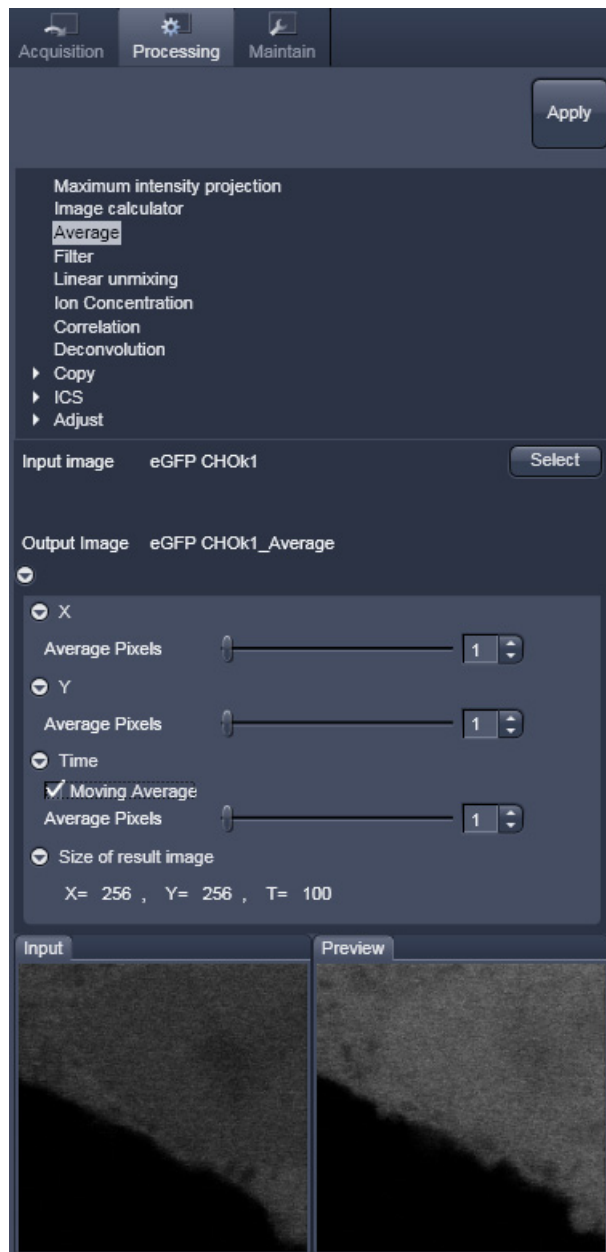 Acquisition Processing Maintain
Apply
Maximum intensity projection
Image calculator
Average
Filter
Linear unmixing
Ion Concentration
Correlation
Deconvolution
Copy
ICS
Adjust
Input image eGFP CHOk1 Select
Output Image eGFP CHOk1_Average
X
Average Pixels 1
Y
Average Pixels 1
Time
Moving Average
Average Pixels 1
Size of result image
X= 256 , Y= 256 , T= 100
Input Preview